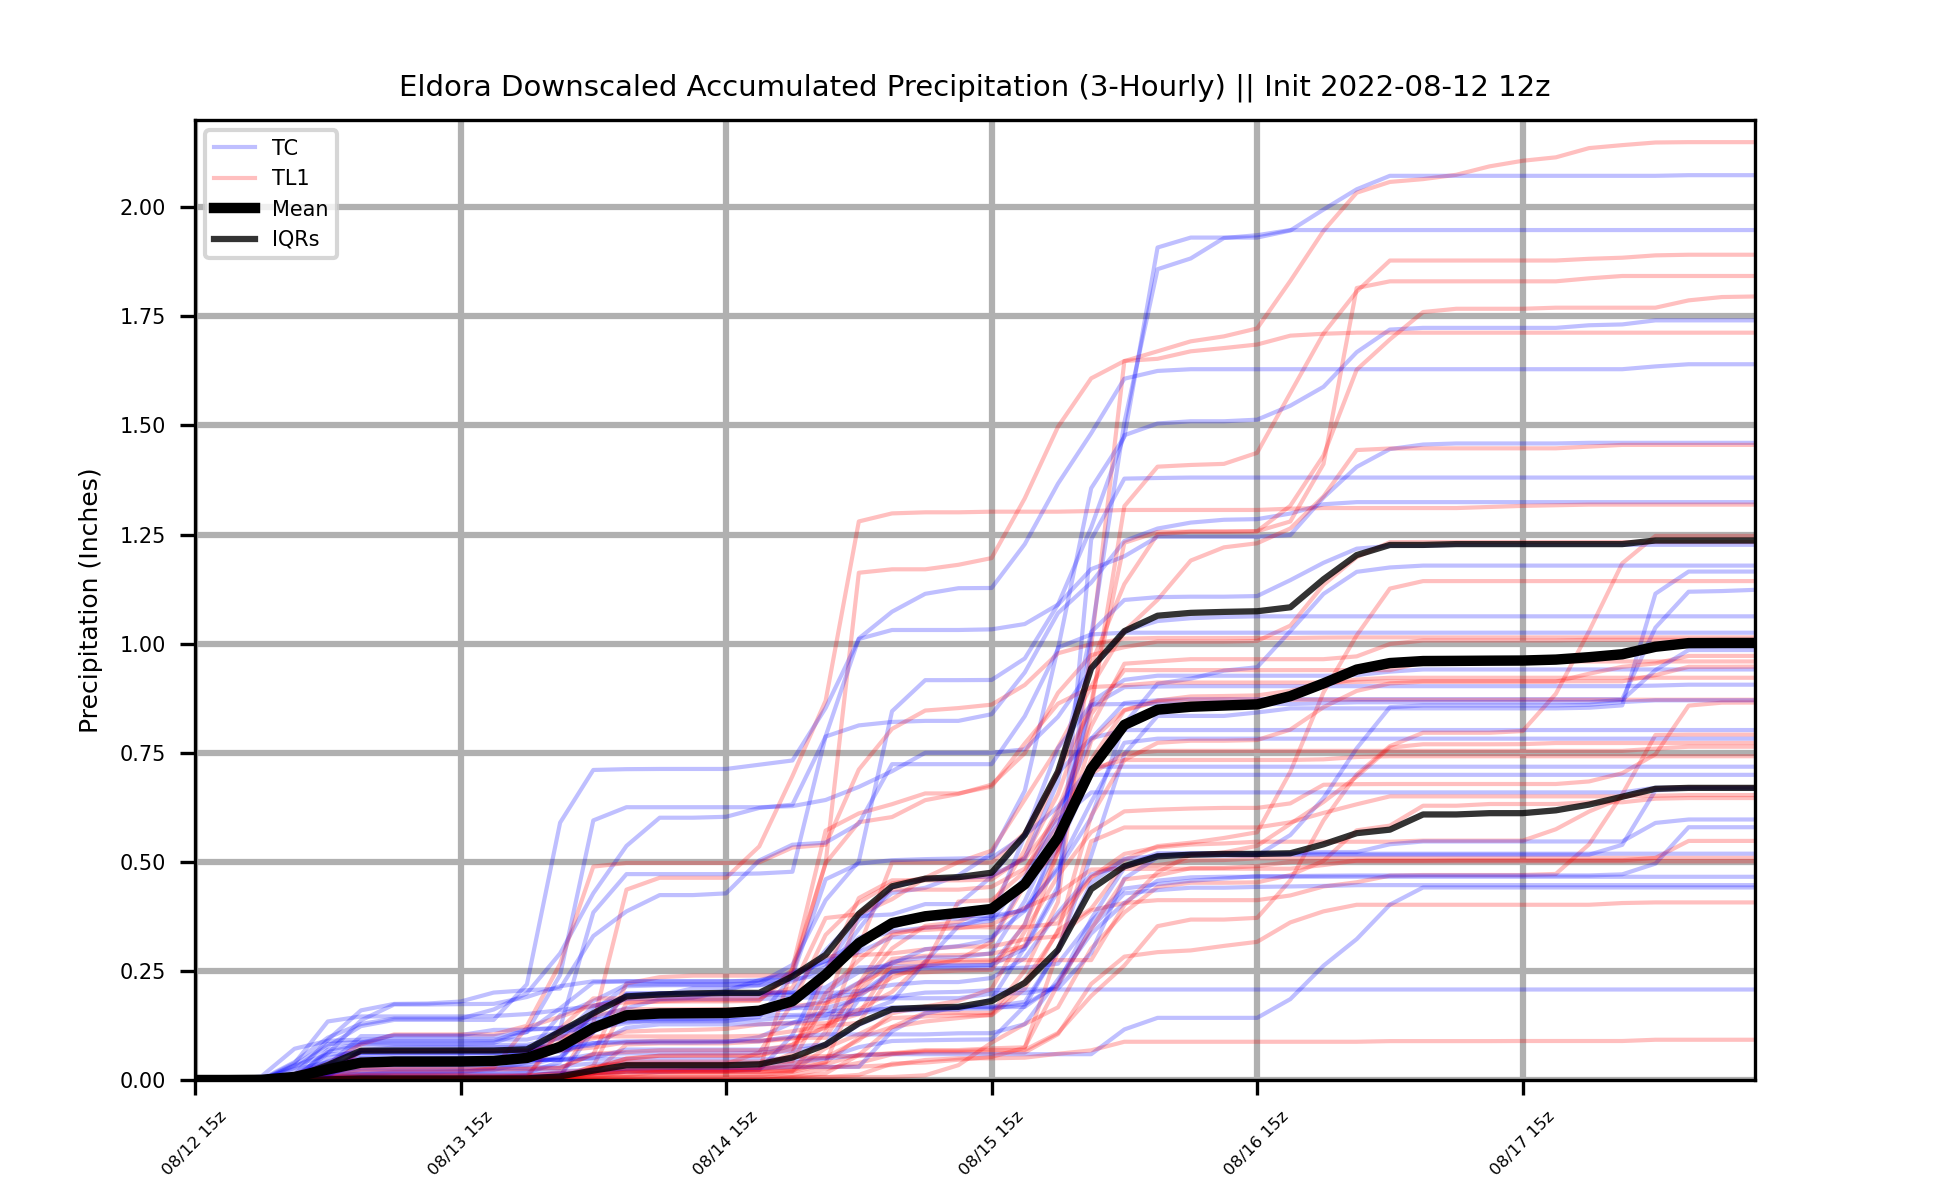 Eldora Downscaled Accumulated Precipitation (3-Hourly) || Init 2022-08-12 12z
TC
TL1
Mean
IQRs
Precipitation (Inches)
2.00
1.75
1.50
1.25
1.00
0.75
0.50
0.25
0.00
08/12 15z
08/13 15z
08/14 15z
08/15 15z
08/16 15z
08/17 15z